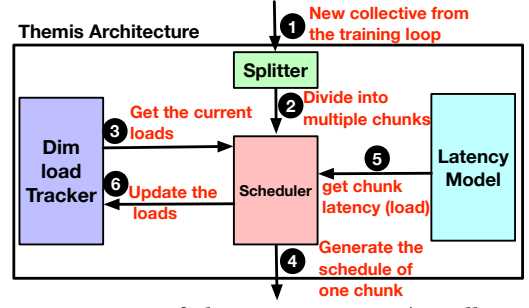 Themis Architecture
1 New collective from
the training loop
Splitter
2 Divide into
multiple chunks
3 Get the current
loads
Dim
load
Tracker
Scheduler
5
get chunk
latency (load)
Latency
Model
6 Update the
loads
4 Generate the
schedule of
one chunk